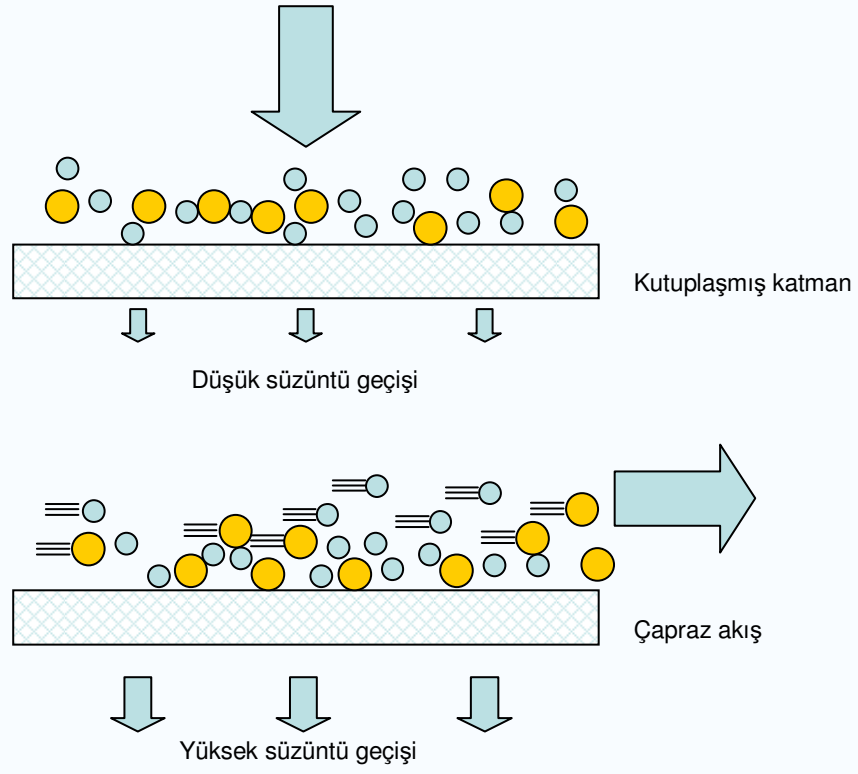 Kutuplaşmış katman
Düşük süzüntü geçişi
Çapraz akış
Yüksek süzüntü geçişi